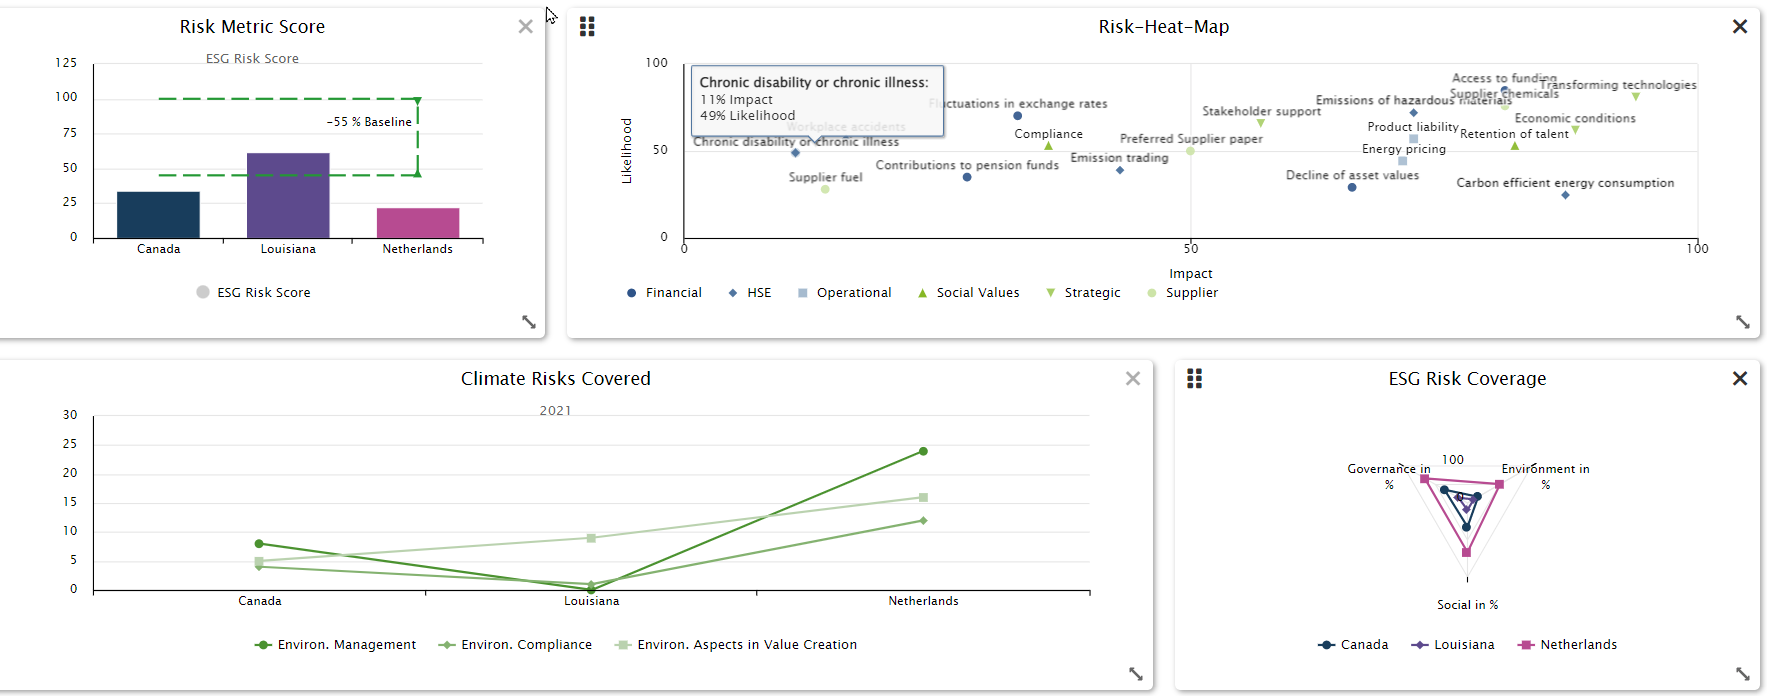 Risk Metric Score
ESG Risk Score
125
100
75
50
25
0
-55 % Baseline
Canada
Louisiana
Netherlands
ESG Risk Score
Risk-Heat-Map
100
50
0
Likelihood
Chronic disability or chronic illness:
11% Impact
49% Likelihood
Workplace accidents
Chronic disability or chronic illness
Fluctuations in exchange rates
Compliance
Supplier fuel
Contributions to pension funds
Emission trading
Preferred Supplier paper
Stakeholder support
Access to funding
Transforming technologies
Supplier chemicals
Emissions of hazardous materials
Economic conditions
Product liability
Retention of talent
Energy pricing
Decline of asset values
Carbon efficient energy consumption
0
50
100
Impact
Financial
HSE
Operational
Social Values
Strategic
Supplier
Climate Risks Covered
2021
30
25
20
15
10
5
0
Canada
Louisiana
Netherlands
Environ. Management
Environ. Compliance
Environ. Aspects in Value Creation
ESG Risk Coverage
100
Governance in
%
Environment in
%
Social in %
Canada
Louisiana
Netherlands